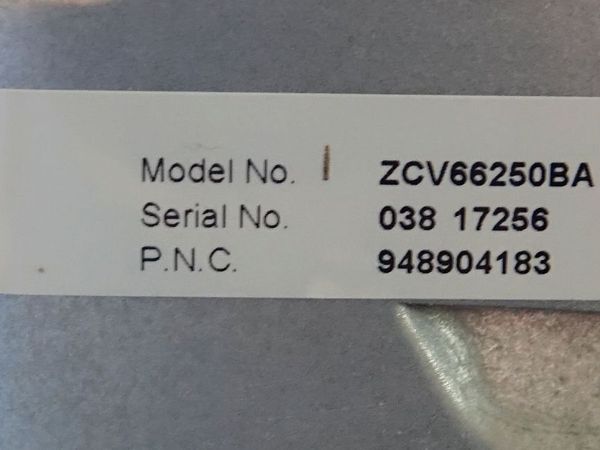 Model No. ZCV66250BA
Serial No. 038 17256
P.N.C. 948904183